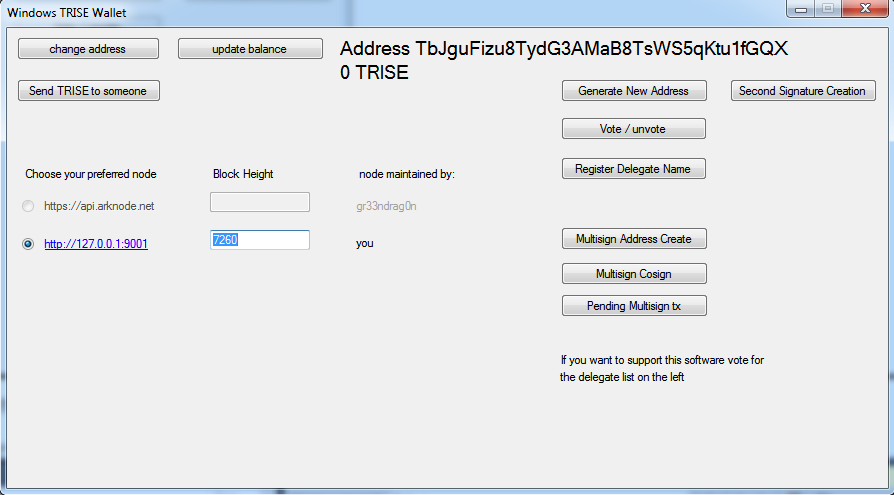 Windows TRISE Wallet
change address
update balance
Address TbJguFizu8TydG3AMaB8TsWS5qKtu1fGQX
0 TRISE
Send TRISE to someone
Generate New Address
Second Signature Creation
Vote / unvote
Register Delegate Name
Choose your preferred node
Block Height
node maintained by:
https://api.arknode.net
gr33ndrag0n
http://127.0.0.1:9001
7260
you
Multisign Address Create
Multisign Cosign
Pending Multisign tx
If you want to support this software vote for
the delegate list on the left